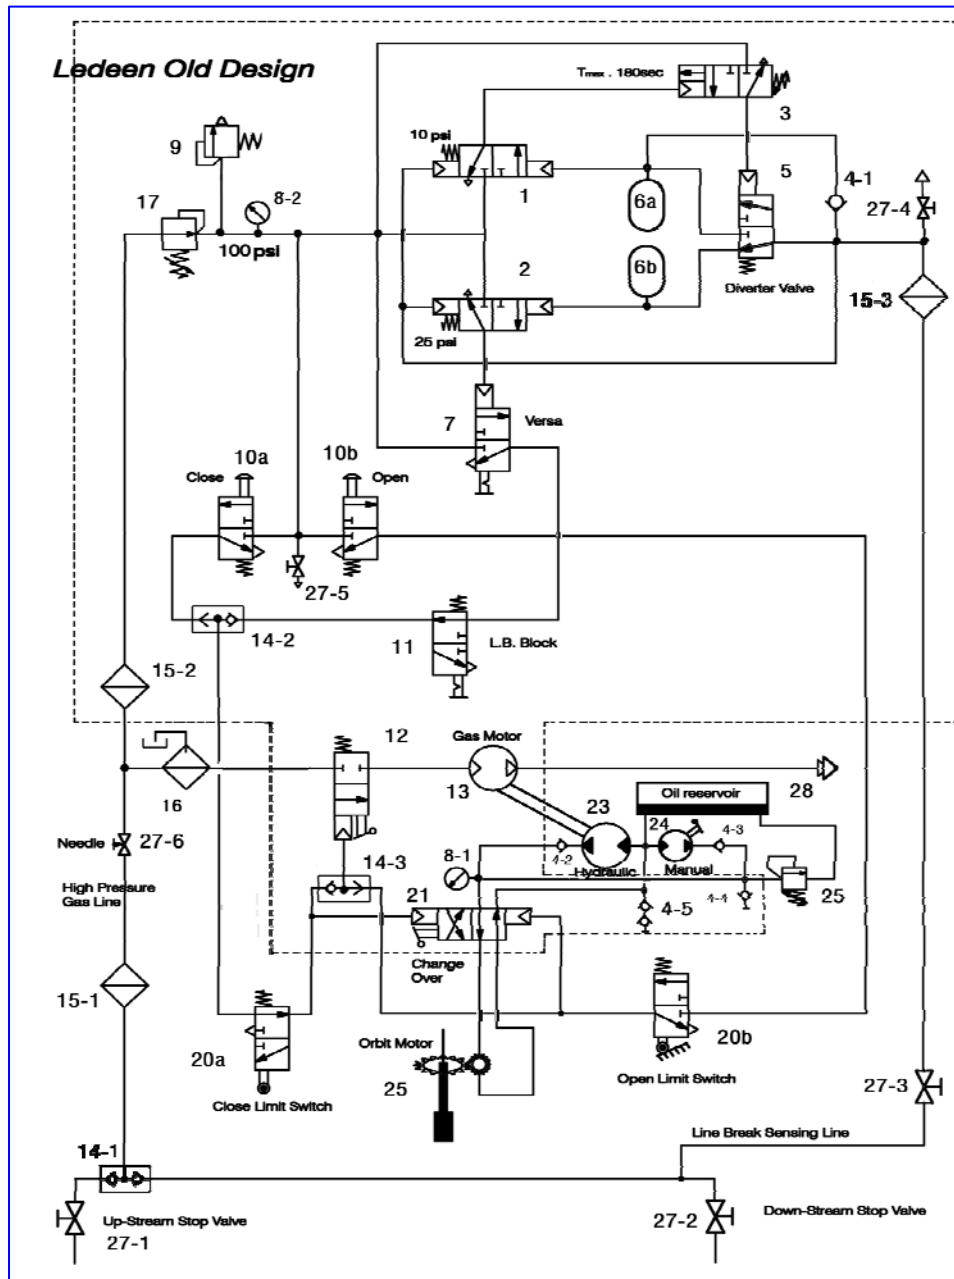 Ledeen Old Design
Tmax . 180sec
3
9
10 psi
1
5
4-1
17
8-2
6a
27-4
100 psi
2
6b
Diverter Valve
15-3
25 psi
7
Versa
10a
10b
Close
Open
27-5
14-2
11
L.B. Block
15-2
12
Gas Motor
13
16
28
Oil reservoir
23
24
4-3
Needle
27-6
4-2
Hydraulic
Manual
8-1
14-3
High Pressure
Gas Line
4-4
25
21
4-5
Change
Over
15-1
20a
Orbit Motor
20b
25
Open Limit Switch
27-3
Close Limit Switch
Line Break Sensing Line
14-1
Up-Stream Stop Valve
27-1
27-2
Down-Stream Stop Valve